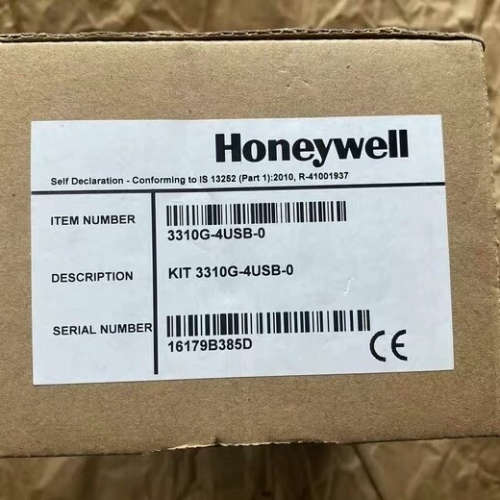 Honeywell
Self Declaration - Conforming to IS 13252 (Part 1):2010, R-41001937
ITEM NUMBER
3310G-4USB-0
DESCRIPTION KIT 3310G-4USB-0
SERIAL NUMBER
16179B385D
CE